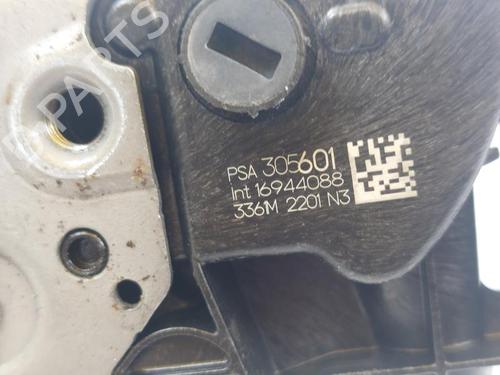 PARTS
PSA 305601
Int 16944088
336M 2201 N3